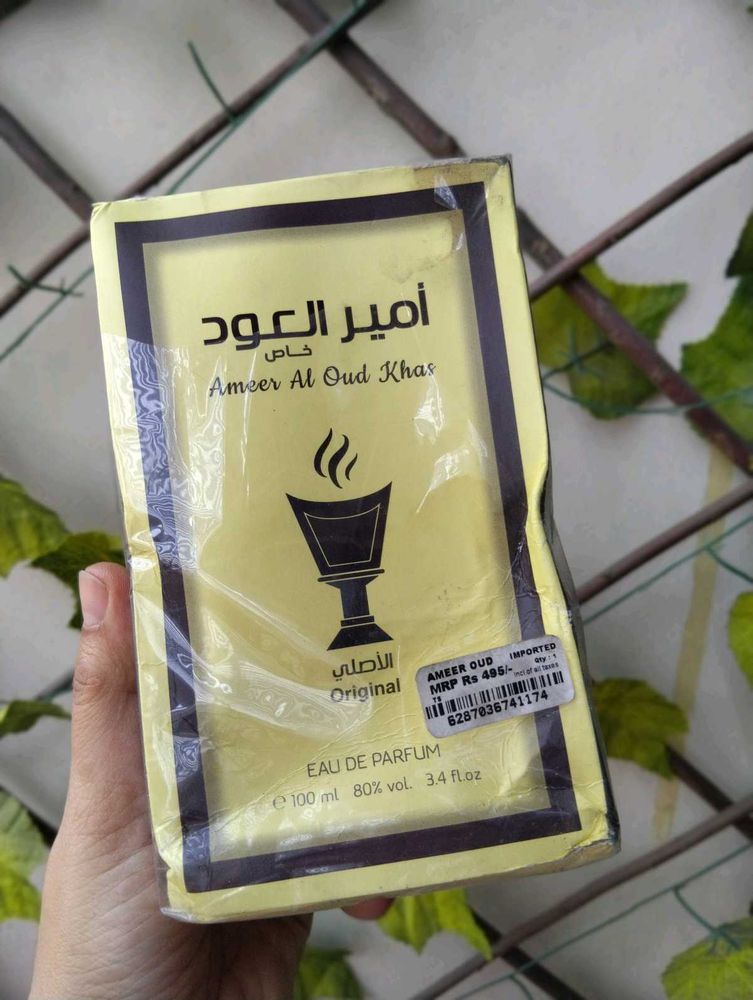 أمير العود
خاص
Ameer Al Oud Khas
الأصلي
Original
AMEER OUD IMPORTED
Qty : 1
MRP Rs 495/- incl of all taxes
TS
6287036741174
EAU DE PARFUM
℮ 100 ml 80% vol. 3.4 fl.oz